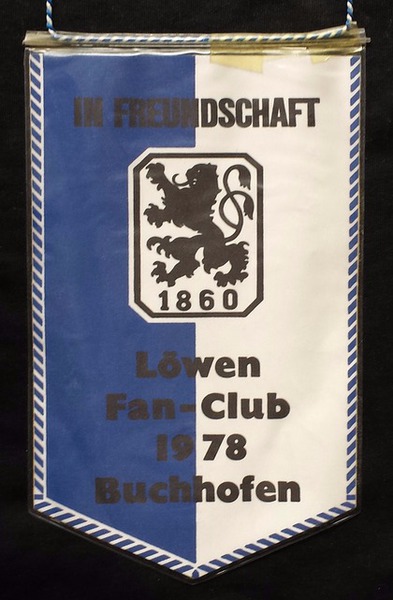 IN FREUNDSCHAFT
1860
Löwen
Fan-Club
1978
Buchhofen